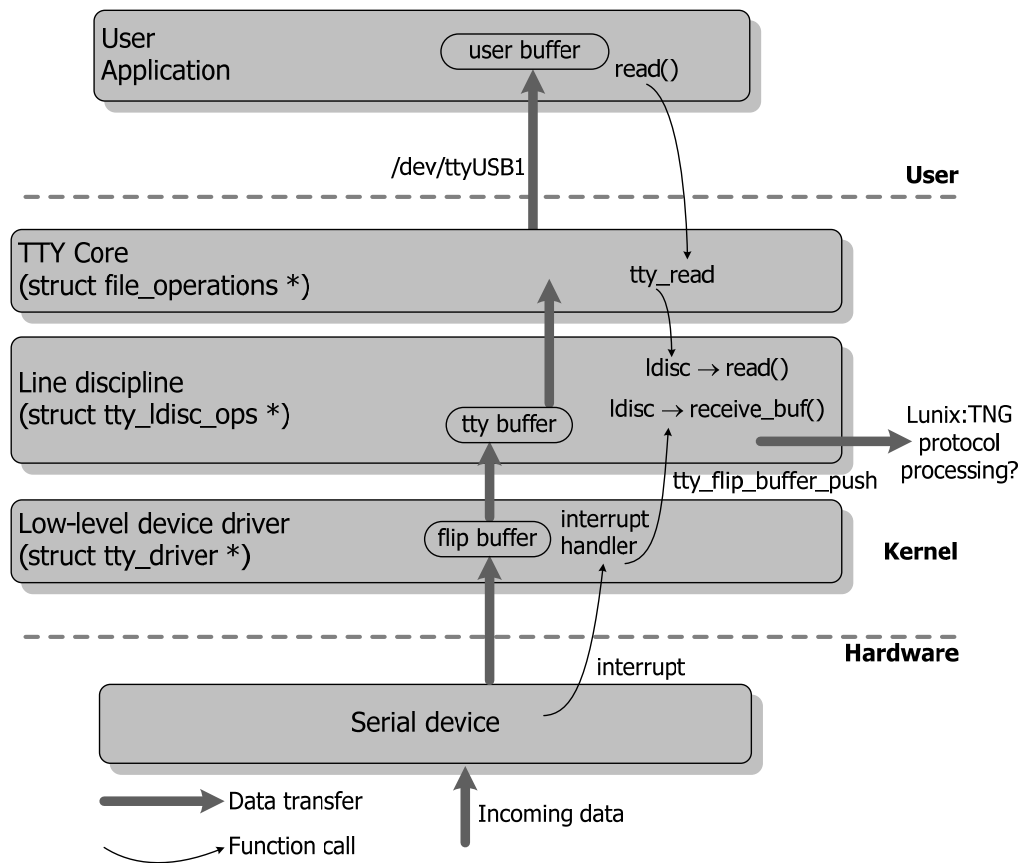 User
Application
user buffer
read()
/dev/ttyUSB1
User
TTY Core
(struct file_operations *)
tty_read
Line discipline
(struct tty_ldisc_ops *)
ldisc → read()
ldisc → receive_buf()
tty buffer
Lunix:TNG
protocol
processing?
tty_flip_buffer_push
Low-level device driver
(struct tty_driver *)
flip buffer
interrupt
handler
Kernel
Hardware
interrupt
Serial device
Data transfer
Incoming data
Function call